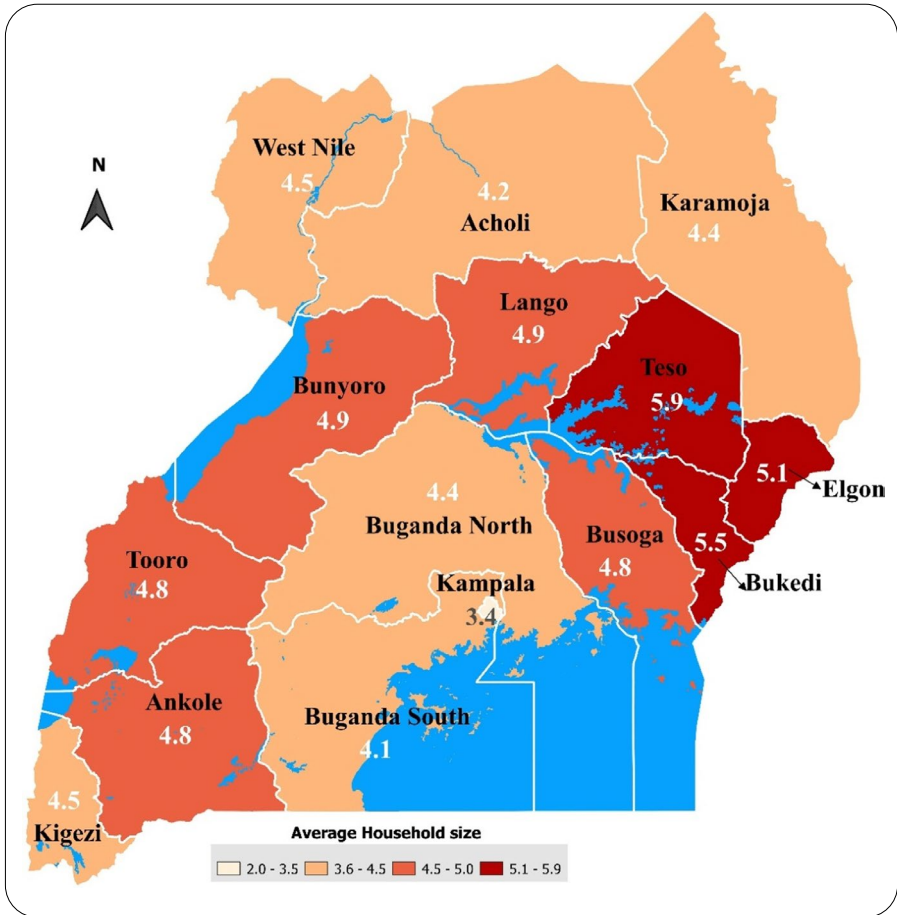 West Nile
4.5
N
4.2
Acholi
Karamoja
4.4
Lango
4.9
Teso
5.9
Bunyoro
4.9
5.1
Elgon
4.4
Buganda North
Busoga
4.8
5.5
Bukedi
Tooro
4.8
Kampala
3.4
Ankole
4.8
Buganda South
4.1
4.5
Kigezi
Average Household size
2.0 - 3.5 3.6 - 4.5 4.5 - 5.0 5.1 - 5.9